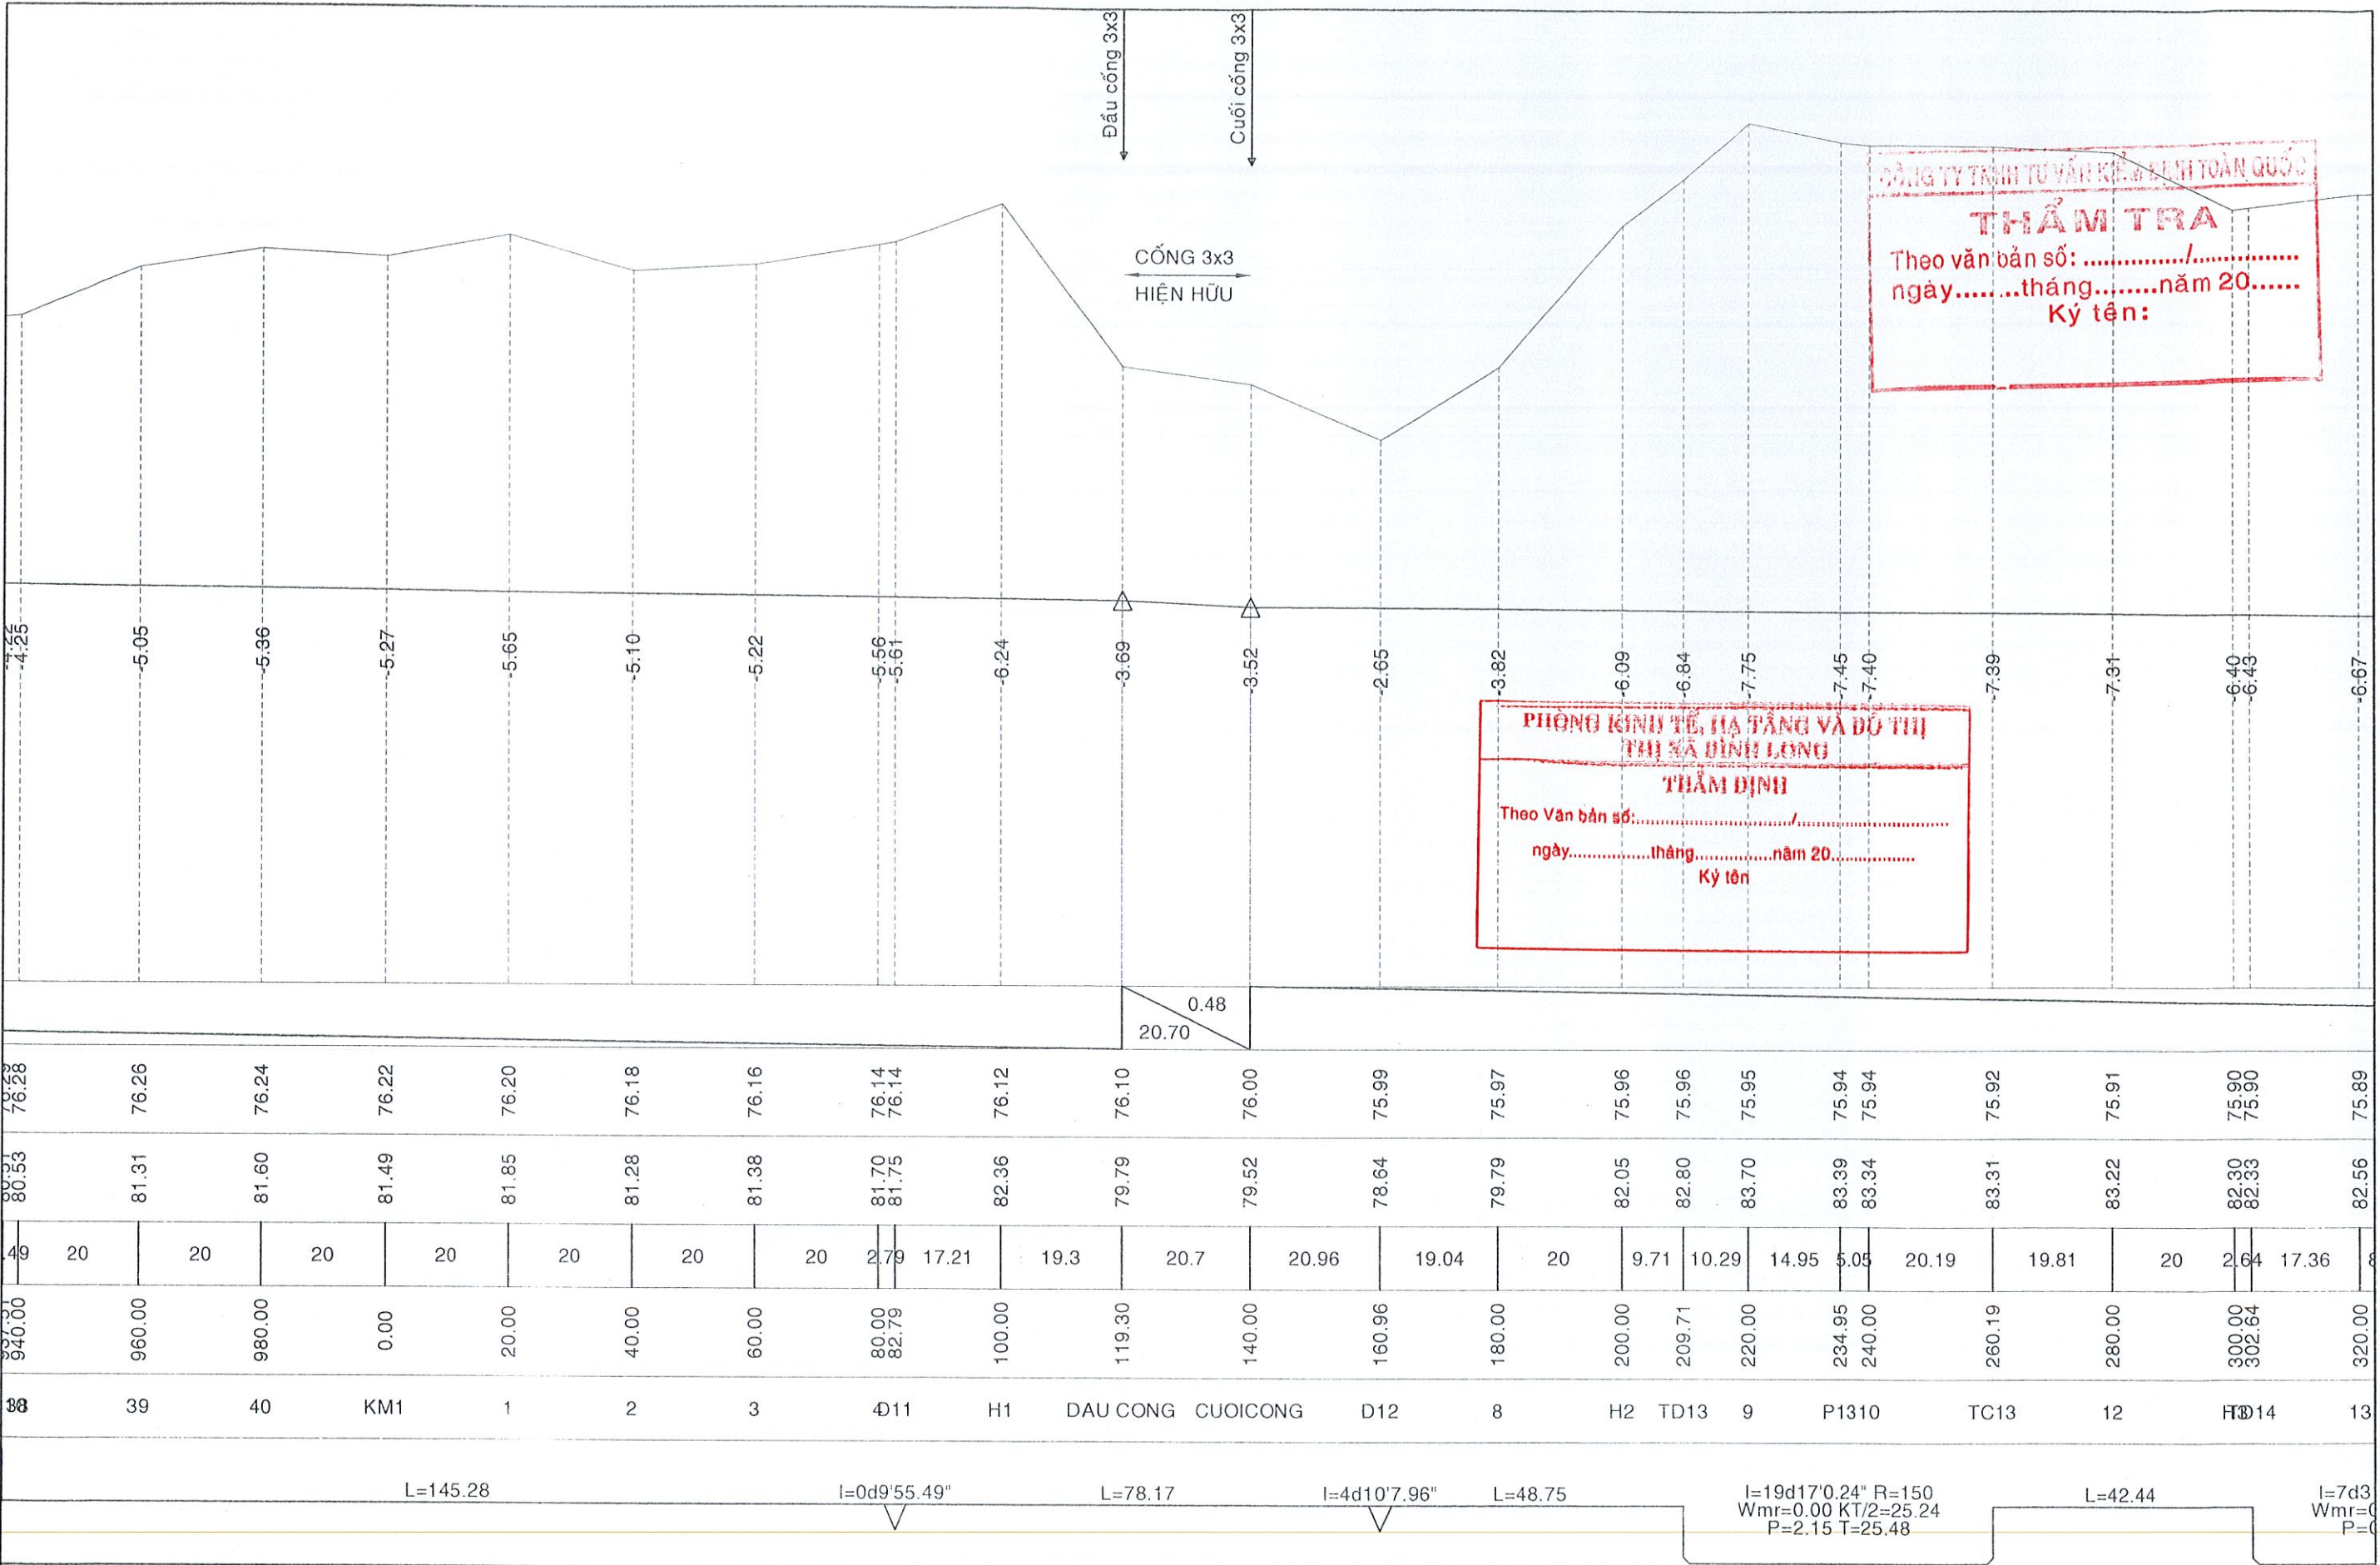 Đầu cống 3x3
Cuối cống 3x3
CỐNG 3x3
HIỆN HỮU
CÔNG TY TNHH TƯ VẤN KIỂM ĐỊNH TOÀN QUỐC
THẨM TRA
Theo văn bản số: ............../..............
ngày........tháng........năm 20......
Ký tên:
-4.22 -4.25 -5.05 -5.36 -5.27 -5.65 -5.10 -5.22 -5.56 -5.61 -6.24 -3.69 -3.52 -2.65 -3.82 -6.09 -6.84 -7.75 -7.45 -7.40 -7.39 -7.31 -6.40 -6.43 -6.67
PHÒNG KINH TẾ, HẠ TẦNG VÀ ĐÔ THỊ
THỊ XÃ BÌNH LONG
THẨM ĐỊNH
Theo Văn bản số:............................/..........................
ngày...............tháng..............năm 20...............
Ký tên
0.48
20.70
76.28 76.26 76.24 76.22 76.20 76.18 76.16 76.14 76.14 76.12 76.10 76.00 75.99 75.97 75.96 75.96 75.95 75.94 75.94 75.92 75.91 75.90 75.90 75.89
80.53 81.31 81.60 81.49 81.85 81.28 81.38 81.70 81.75 82.36 79.79 79.52 78.64 79.79 82.05 82.80 83.70 83.39 83.34 83.31 83.22 82.30 82.33 82.56
.49 20 20 20 20 20 20 20 2.79 17.21 19.3 20.7 20.96 19.04 20 9.71 10.29 14.95 5.05 20.19 19.81 20 2.64 17.36
940.00 960.00 980.00 0.00 20.00 40.00 60.00 80.00 82.79 100.00 119.30 140.00 160.96 180.00 200.00 209.71 220.00 234.95 240.00 260.19 280.00 300.00 302.64 320.00
39 40 KM1 1 2 3 4 D11 H1 DAU CONG CUOICONG D12 8 H2 TD13 9 P13 10 TC13 12 H3 TD14 13
L=145.28 I=0d9'55.49" L=78.17 I=4d10'7.96" L=48.75 I=19d17'0.24" R=150 L=42.44 I=7d3
Wmr=0.00 KT/2=25.24 Wmr=0
P=2.15 T=25.48 P=0